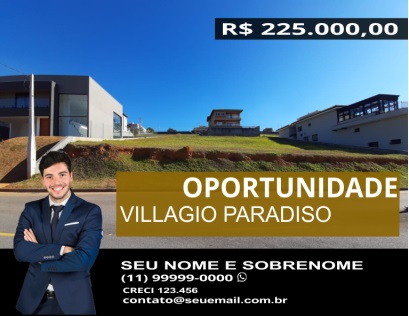 R$ 225.000,00
OPORTUNIDADE
VILLAGIO PARADISO
SEU NOME E SOBRENOME
(11) 99999-0000
CRECI 123.456
contato@seuemail.com.br